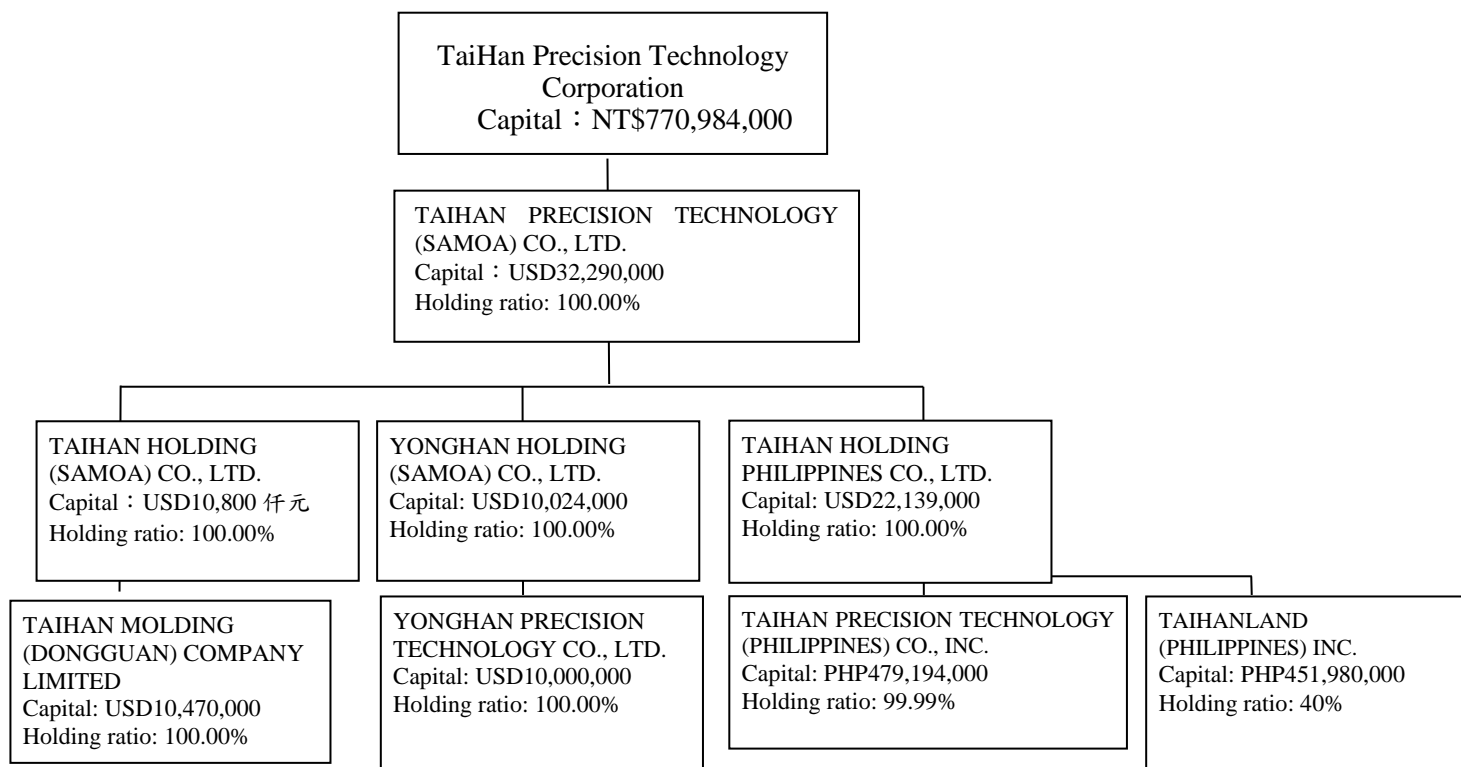 TaiHan Precision Technology
Corporation
Capital：NT$770,984,000
TAIHAN PRECISION TECHNOLOGY
(SAMOA) CO., LTD.
Capital：USD32,290,000
Holding ratio: 100.00%
TAIHAN HOLDING
(SAMOA) CO., LTD.
Capital：USD10,800 仟元
Holding ratio: 100.00%
YONGHAN HOLDING
(SAMOA) CO., LTD.
Capital: USD10,024,000
Holding ratio: 100.00%
TAIHAN HOLDING
PHILIPPINES CO., LTD.
Capital: USD22,139,000
Holding ratio: 100.00%
TAIHAN MOLDING
(DONGGUAN) COMPANY
LIMITED
Capital: USD10,470,000
Holding ratio: 100.00%
YONGHAN PRECISION
TECHNOLOGY CO., LTD.
Capital: USD10,000,000
Holding ratio: 100.00%
TAIHAN PRECISION TECHNOLOGY
(PHILIPPINES) CO., INC.
Capital: PHP479,194,000
Holding ratio: 99.99%
TAIHANLAND
(PHILIPPINES) INC.
Capital: PHP451,980,000
Holding ratio: 40%